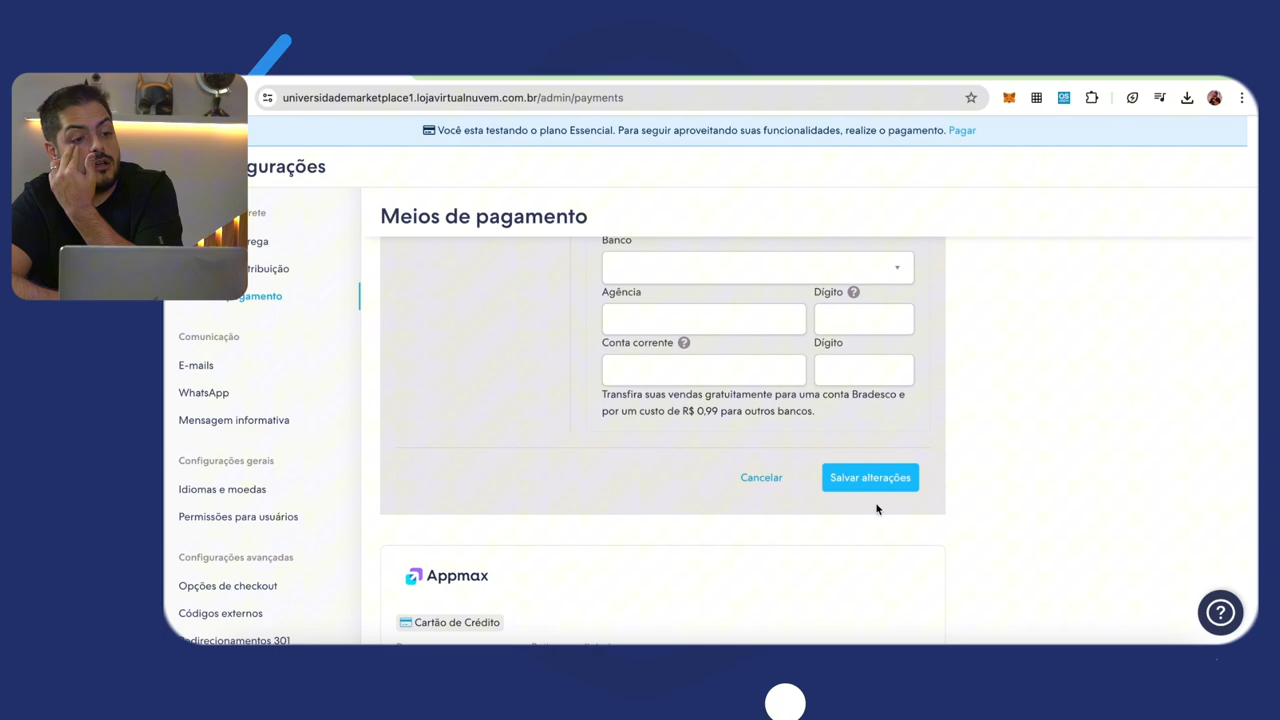 universidademarketplace1.lojavirtualnuvem.com.br/admin/payments
Você esta testando o plano Essencial. Para seguir aproveitando suas funcionalidades, realize o pagamento. Pagar
gurações
Meios de pagamento
rete
rega
tribuição
gamento
Comunicação
E-mails
WhatsApp
Mensagem informativa
Configurações gerais
Idiomas e moedas
Permissões para usuários
Configurações avançadas
Opções de checkout
Códigos externos
Redirecionamentos 301
Banco
Agência
Dígito ?
Conta corrente ?
Dígito
Transfira suas vendas gratuitamente para uma conta Bradesco e
por um custo de R$ 0,99 para outros bancos.
Cancelar
Salvar alterações
Appmax
Cartão de Crédito